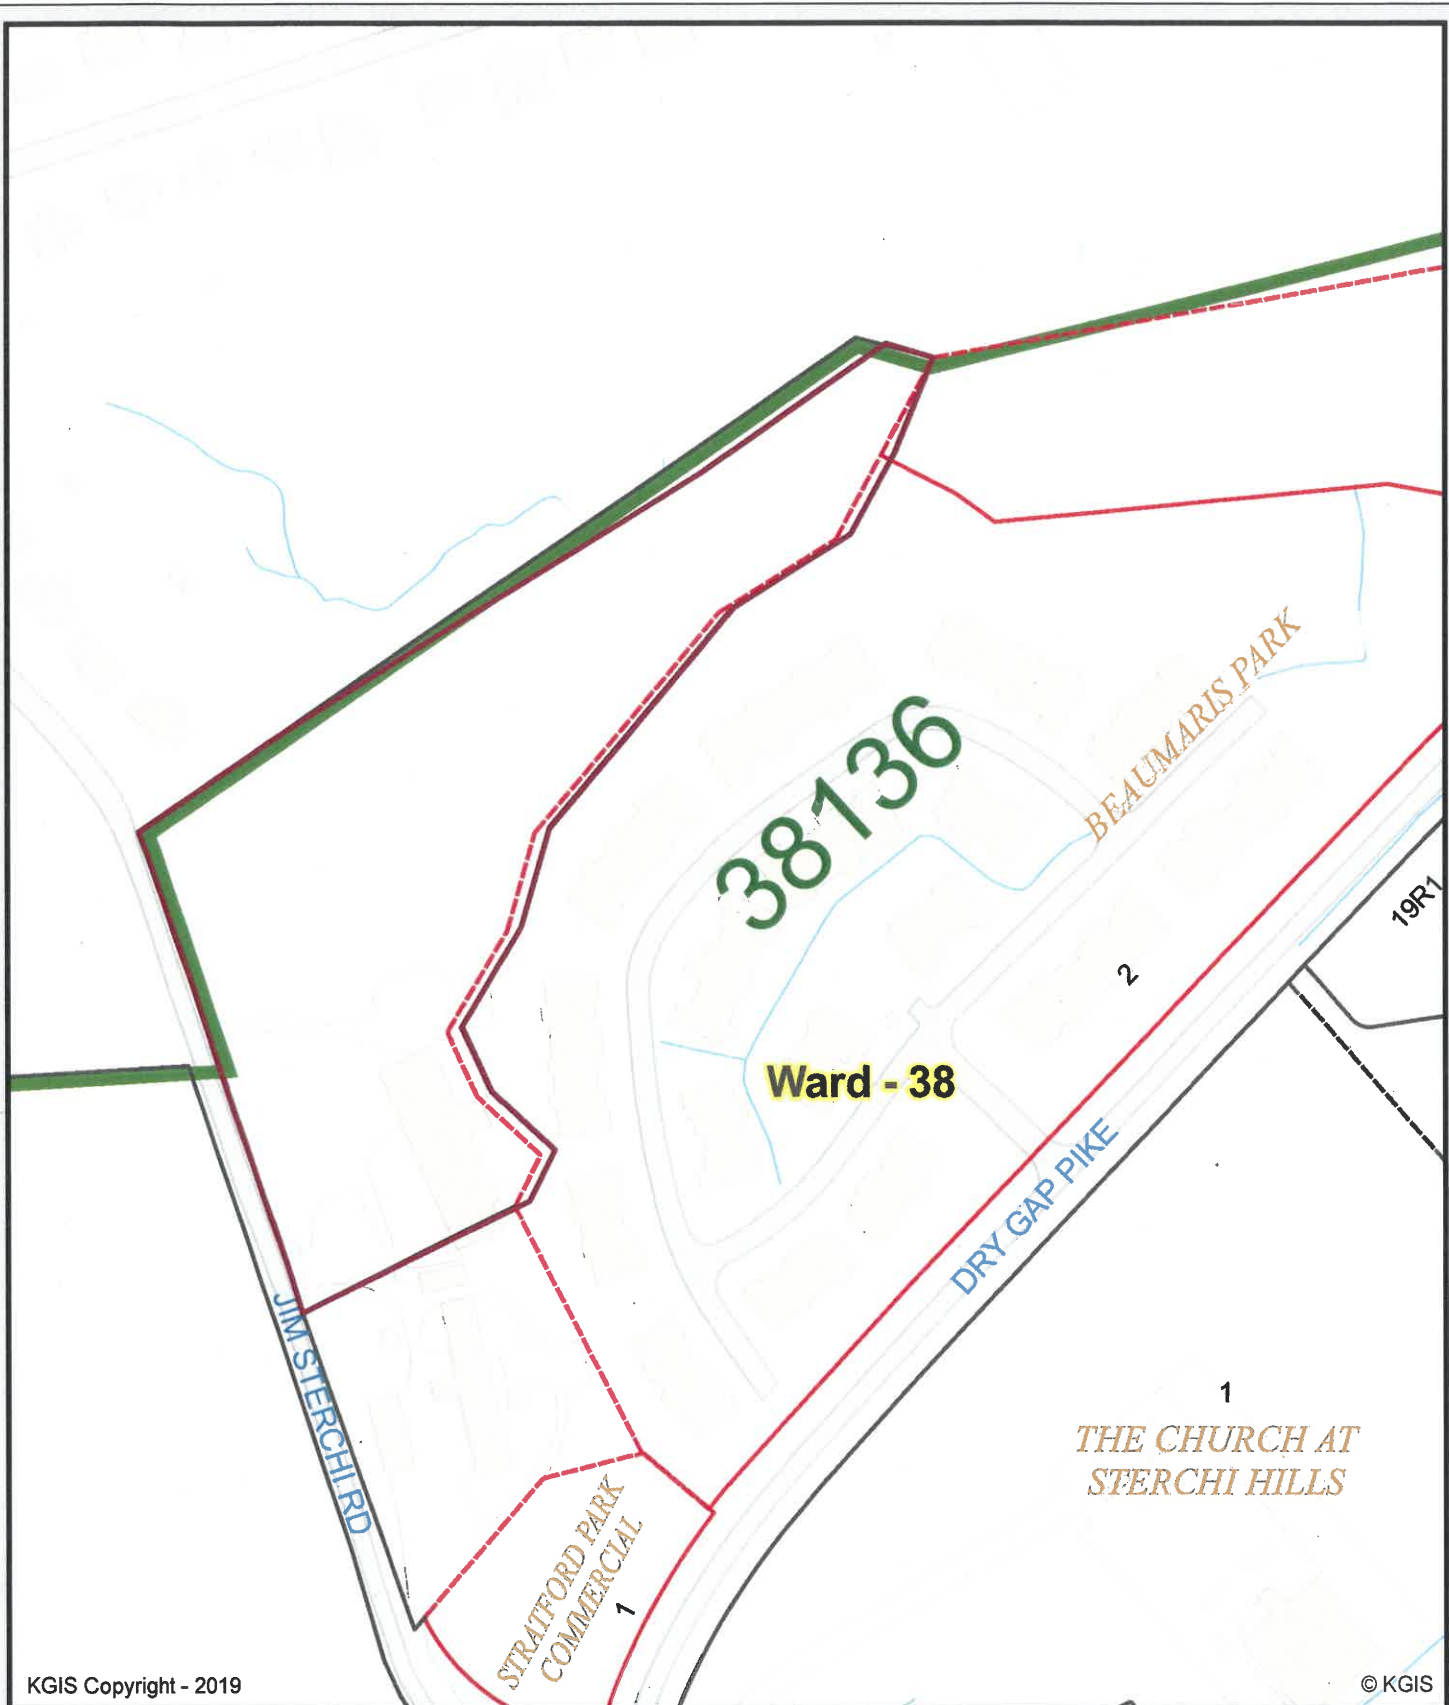 38136
BEAUMARIS PARK
19R1
2
Ward - 38
DRY GAP PIKE
JIM STERCHI RD
1
THE CHURCH AT
STERCHI HILLS
STRATFORD PARK
COMMERCIAL
1
KGIS Copyright - 2019
© KGIS